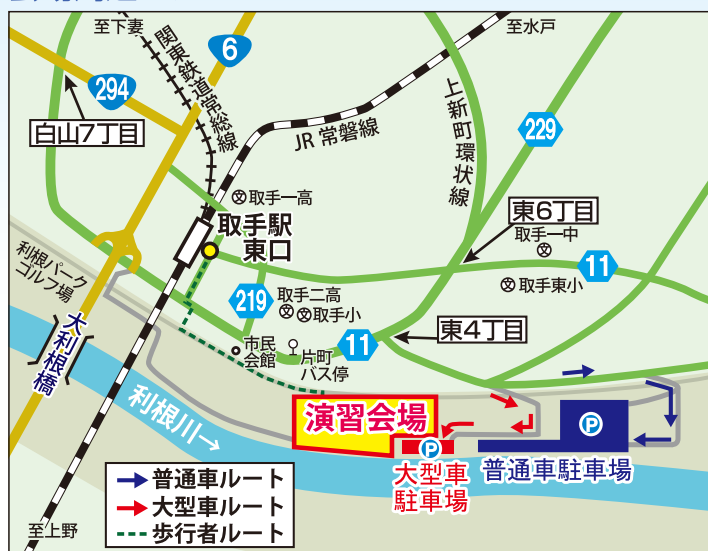 至下妻
6
至水戸
関東鉄道常総線
294
上新町環状線
白山7丁目
JR 常磐線
229
取手一高
東6丁目
取手駅
東口
取手一中
利根パーク
ゴルフ場
11
取手東小
219
取手二高
取手小
大利根橋
東4丁目
市民
会館
片町
バス停
11
利根川→
演習会場
P
P
大型車
駐車場
普通車駐車場
普通車ルート
大型車ルート
歩行者ルート
至上野